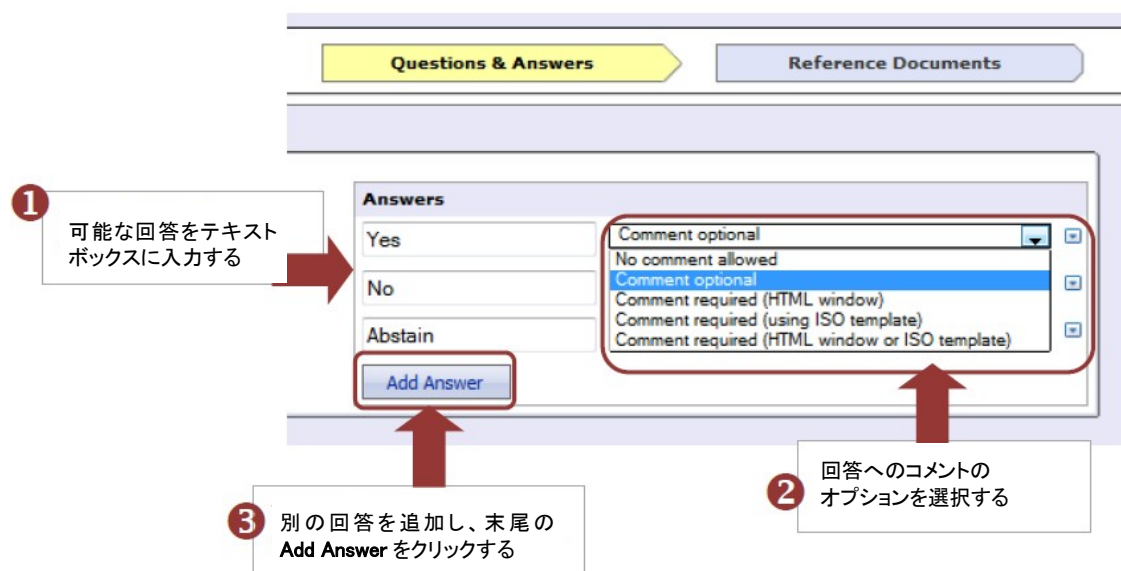 Questions & Answers
Reference Documents
Answers
1
可能な回答をテキスト
ボックスに入力する
Yes
Comment optional
No comment allowed
Comment optional
No
Comment required (HTML window)
Comment required (using ISO template)
Abstain
Comment required (HTML window or ISO template)
Add Answer
2
回答へのコメントの
オプションを選択する
3
別の回答を追加し、末尾の
Add Answer をクリックする